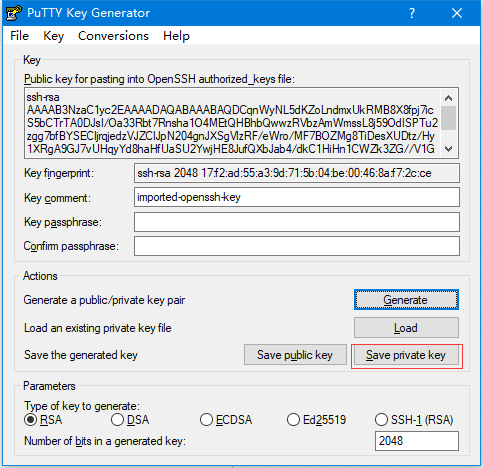 PuTTY Key Generator
File Key Conversions Help
Key
Public key for pasting into OpenSSH authorized_keys file:
ssh-rsa
AAAAB3NzaC1yc2EAAAADAQABAAABAQDCqnWyNL5dKZoLndmxUkRMB8X8fpj7ic
S5bCTrTA0DJsI/Oa33Rbt7Rnsha1O4MEtQHBhbQwwzRVbzAmWmssL8j59OdISPTu2
zgg7bfBYSECIjrqjedzVJZCIJpN204gnJXSgVlzRF/eWro/MF7BOZMg8TiDesXUDtz/Hy
1XRgA9GJ7vUHqyYd8haHfUaSU2YwjHE8JufQXbJab4/dkC1HiHn1CWZk3ZG//V1G
Key fingerprint: ssh-rsa 2048 17:f2:ad:55:a3:9d:71:5b:04:be:00:46:8a:f7:2c:ce
Key comment: imported-openssh-key
Key passphrase:
Confirm passphrase:
Actions
Generate a public/private key pair Generate
Load an existing private key file Load
Save the generated key Save public key Save private key
Parameters
Type of key to generate:
RSA DSA ECDSA Ed25519 SSH-1 (RSA)
Number of bits in a generated key: 2048